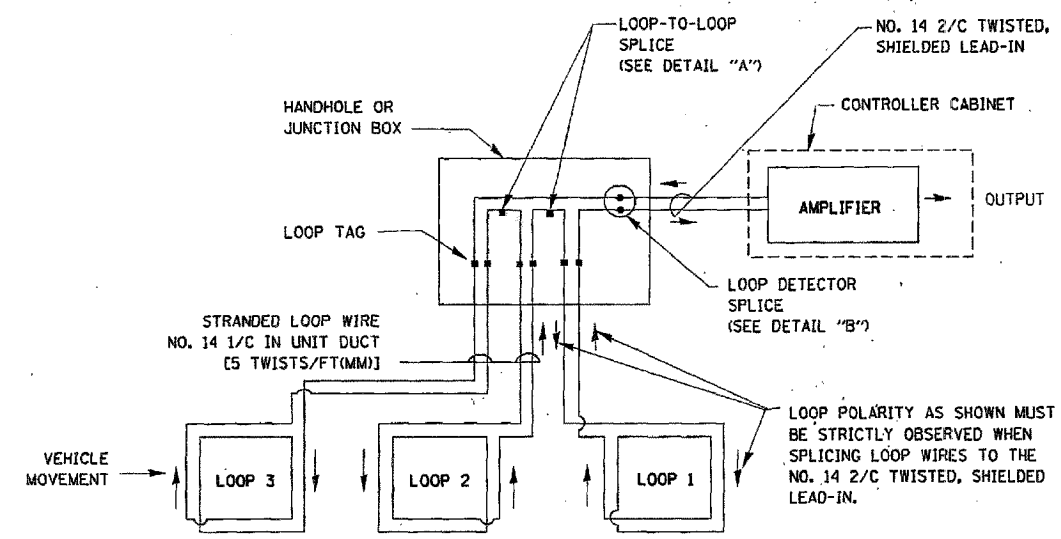 LOOP-TO-LOOP
SPLICE
(SEE DETAIL "A")
NO. 14 2/C TWISTED,
SHIELDED LEAD-IN
HANDHOLE OR
JUNCTION BOX
CONTROLLER CABINET
AMPLIFIER
OUTPUT
LOOP TAG
LOOP DETECTOR
SPLICE
(SEE DETAIL "B")
STRANDED LOOP WIRE
NO. 14 1/C IN UNIT DUCT
[5 TWISTS/FT(MM)]
LOOP POLARITY AS SHOWN MUST
BE STRICTLY OBSERVED WHEN
SPLICING LOOP WIRES TO THE
NO. 14 2/C TWISTED, SHIELDED
LEAD-IN.
VEHICLE
MOVEMENT
LOOP 3
LOOP 2
LOOP 1